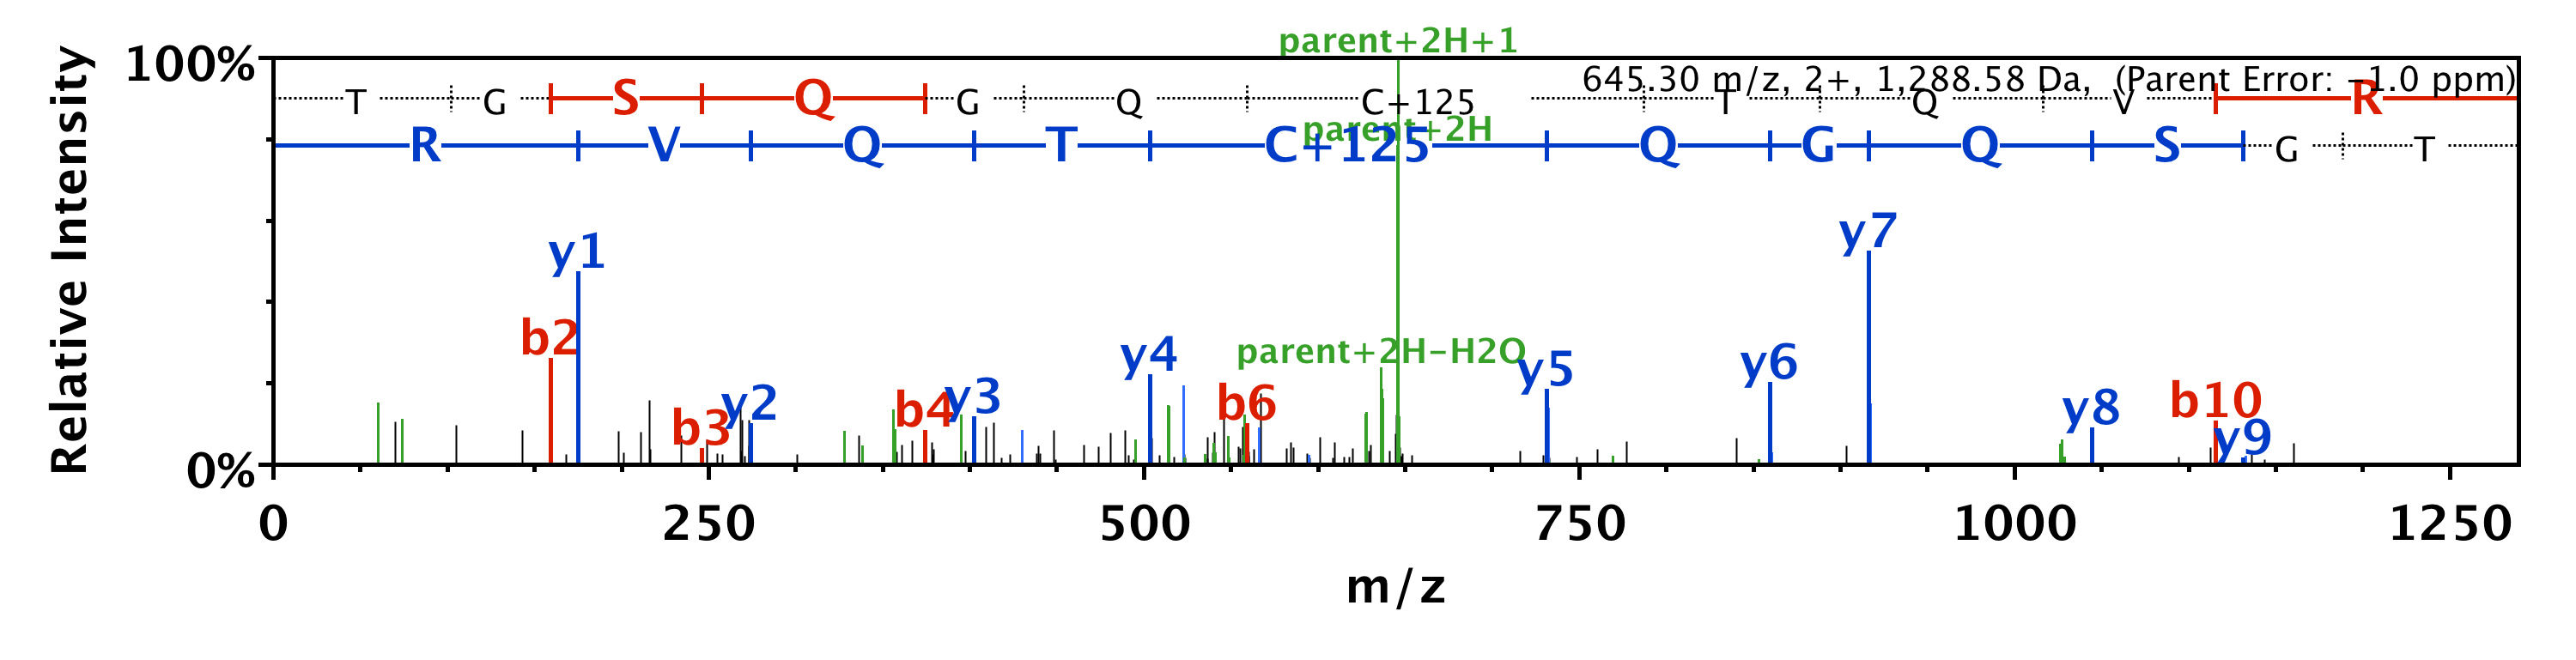 parent+2H+1
100%
645.30 m/z, 2+, 1,288.58 Da, (Parent Error: −1.0 ppm)
T G S Q G Q C+125 T Q V R
parent+2H
R V Q T C+125 Q G Q S G T
y7
y1
b2
parent+2H−H2O
y4
y5
y6
b3
y2
b4
y3
b6
y8
b10
y9
0%
0 250 500 750 1000 1250
m/z
Relative Intensity